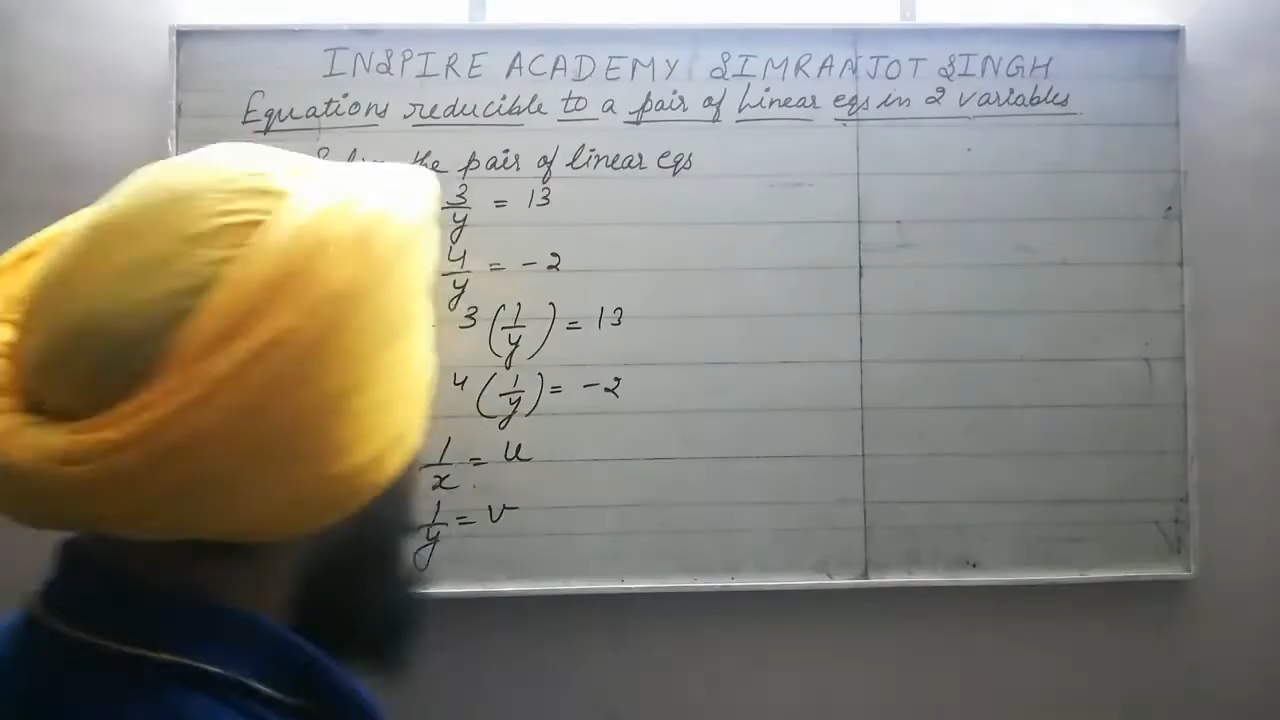 INSPIRE ACADEMY SIMRANJOT SINGH
Equations reducible to a pair of Linear eqs in 2 variables
the pair of linear eqs
3/y = 13
4/y = -2
3(1/y) = 13
4(1/y) = -2
1/x = u
1/y = v